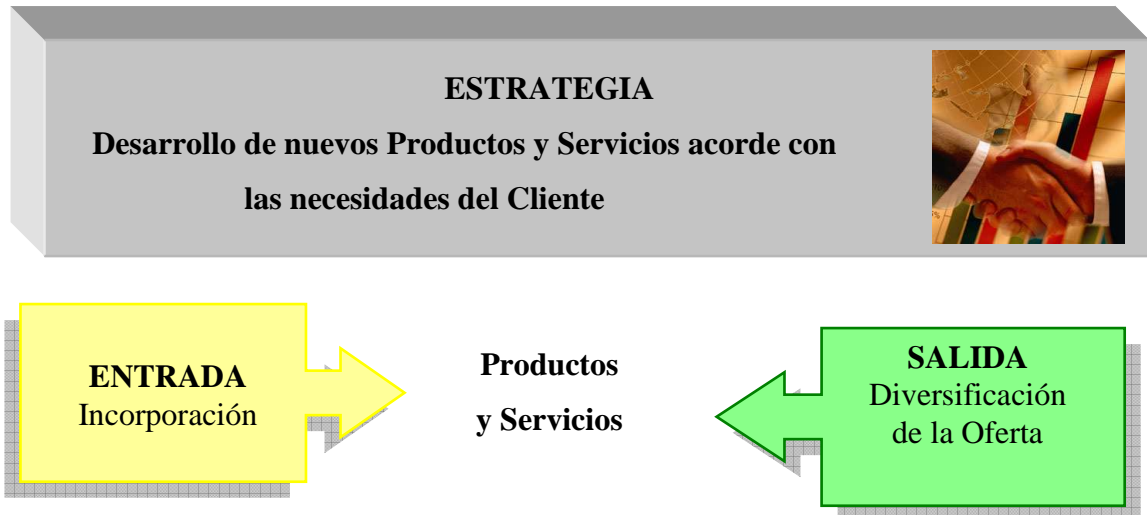 ESTRATEGIA
Desarrollo de nuevos Productos y Servicios acorde con
las necesidades del Cliente
ENTRADA
Incorporación
Productos
y Servicios
SALIDA
Diversificación
de la Oferta